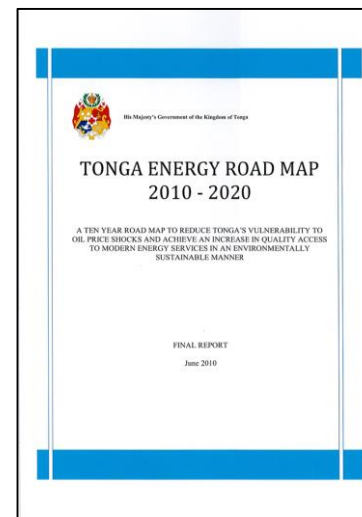 His Majesty's Government of the Kingdom of Tonga
TONGA ENERGY ROAD MAP
2010 - 2020
A TEN YEAR ROAD MAP TO REDUCE TONGA'S VULNERABILITY TO
OIL PRICE SHOCKS AND ACHIEVE AN INCREASE IN QUALITY ACCESS
TO MODERN ENERGY SERVICES IN AN ENVIRONMENTALLY
SUSTAINABLE MANNER
FINAL REPORT
June 2010